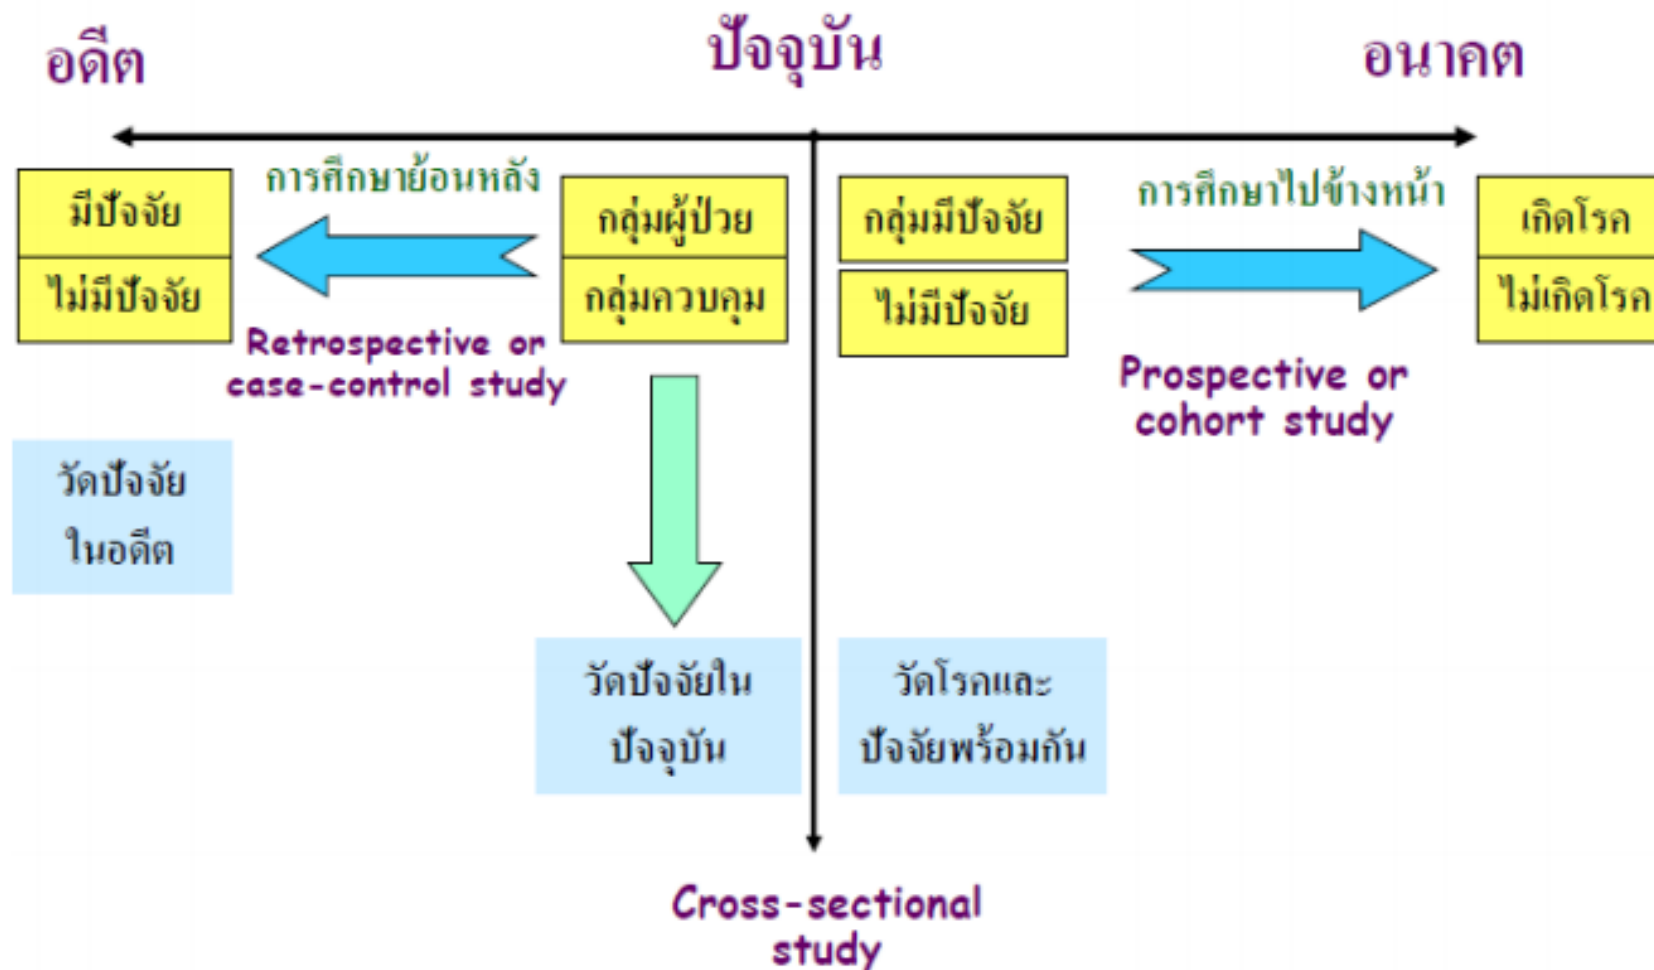 อดีต
ปัจจุบัน
อนาคต
การศึกษาย้อนหลัง
การศึกษาไปข้างหน้า
มีปัจจัย
ไม่มีปัจจัย
กลุ่มผู้ป่วย
กลุ่มควบคุม
กลุ่มมีปัจจัย
ไม่มีปัจจัย
เกิดโรค
ไม่เกิดโรค
Retrospective or
case-control study
Prospective or
cohort study
วัดปัจจัย
ในอดีต
วัดปัจจัยใน
ปัจจุบัน
วัดโรคและ
ปัจจัยพร้อมกัน
Cross-sectional
study